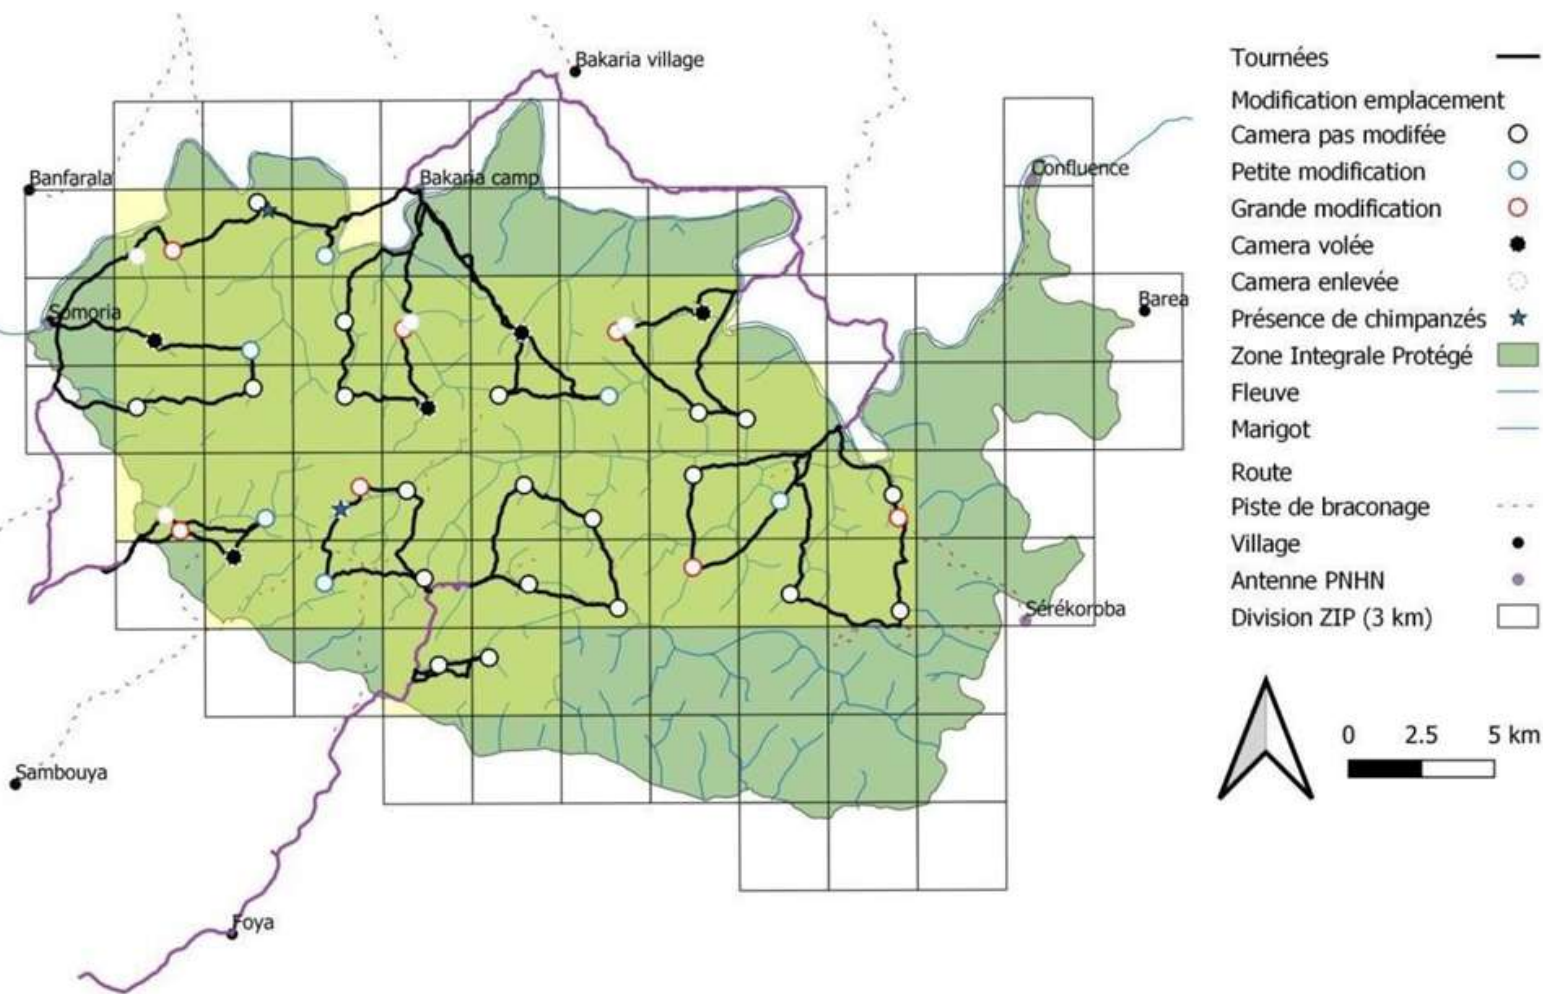 Bakaria village
Banfarala
Bakaria camp
Confluence
Somoria
Barea
Sérékoroba
Sambouya
Foya
Tournées
Modification emplacement
Camera pas modifée
Petite modification
Grande modification
Camera volée
Camera enlevée
Présence de chimpanzés
Zone Integrale Protégé
Fleuve
Marigot
Route
Piste de braconage
Village
Antenne PNHN
Division ZIP (3 km)
0 2.5 5 km